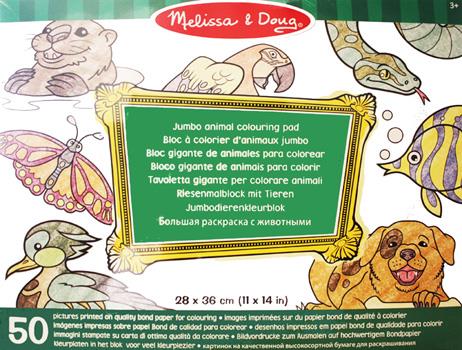 Melissa & Doug®
3+
Jumbo animal colouring pad
Bloc à colorier d'animaux jumbo
Bloc gigante de animales para colorear
Bloco gigante de animais para colorir
Tavoletta gigante per colorare animali
Riesenmalblock mit Tieren
Jumbodierenkleurblok
Большая раскраска с животными
28 x 36 cm (11 x 14 in)
50
pictures printed on quality bond paper for colouring • images imprimées sur du papier bond de qualité à colorier
imágenes impresas sobre papel Bond de calidad para colorear • desenhos impressos em papel bond de qualidade para colorir
immagini stampate su carta di ottima qualità da colorare • Bilddrucke zum Ausmalen auf hochwertigem Bondpapier
kleurplaten in het blok voor veel kleurplezier • картинок на качественной высокосортной бумаге для раскрашивания